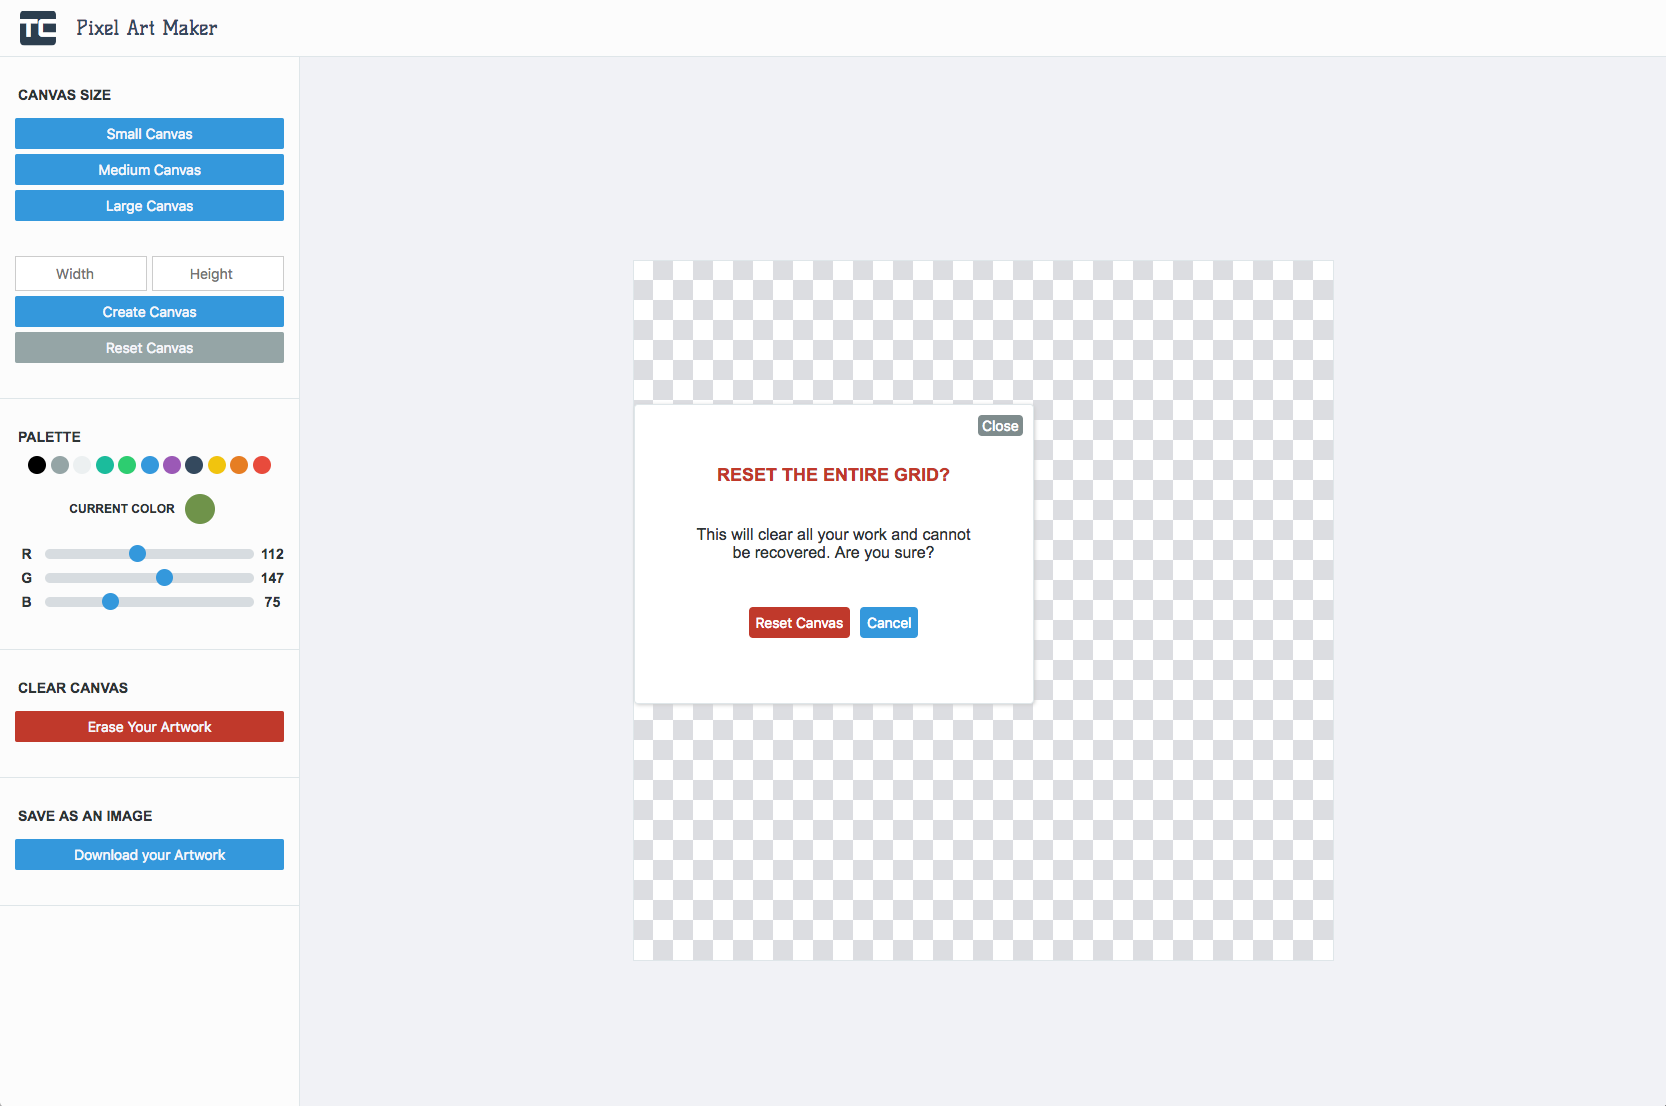 TC Pixel Art Maker
CANVAS SIZE
Small Canvas
Medium Canvas
Large Canvas
Width Height
Create Canvas
Reset Canvas
PALETTE
CURRENT COLOR
R 112
G 147
B 75
CLEAR CANVAS
Erase Your Artwork
SAVE AS AN IMAGE
Download your Artwork
Close
RESET THE ENTIRE GRID?
This will clear all your work and cannot
be recovered. Are you sure?
Reset Canvas Cancel